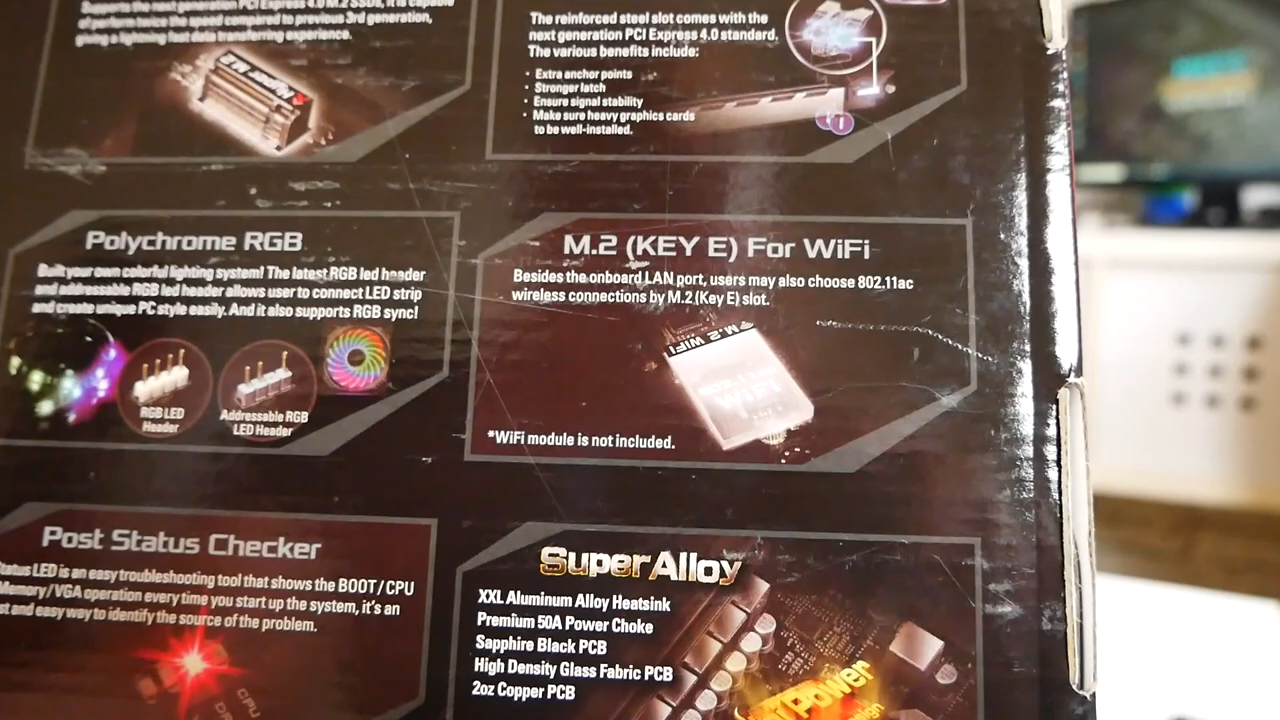 Supports the next generation PCI Express 4.0 M.2 SSDs, it is capable
of perform twice the speed compared to previous 3rd generation,
giving a lightning fast data transferring experience.
Hyper M.2
The reinforced steel slot comes with the
next generation PCI Express 4.0 standard.
The various benefits include:
· Extra anchor points
· Stronger latch
· Ensure signal stability
· Make sure heavy graphics cards
to be well-installed.
Polychrome RGB
Built your own colorful lighting system! The latest RGB led header
and addressable RGB led header allows user to connect LED strip
and create unique PC style easily. And it also supports RGB sync!
RGB LED
Header
Addressable RGB
LED Header
M.2 (KEY E) For WiFi
Besides the onboard LAN port, users may also choose 802.11ac
wireless connections by M.2 (Key E) slot.
M.2 WiFi
WiFi
*WiFi module is not included.
Post Status Checker
Status LED is an easy troubleshooting tool that shows the BOOT / CPU
Memory / VGA operation every time you start up the system, it's an
and easy way to identify the source of the problem.
CPU
Super Alloy
XXL Aluminum Alloy Heatsink
Premium 50A Power Choke
Sapphire Black PCB
High Density Glass Fabric PCB
2oz Copper PCB
Power